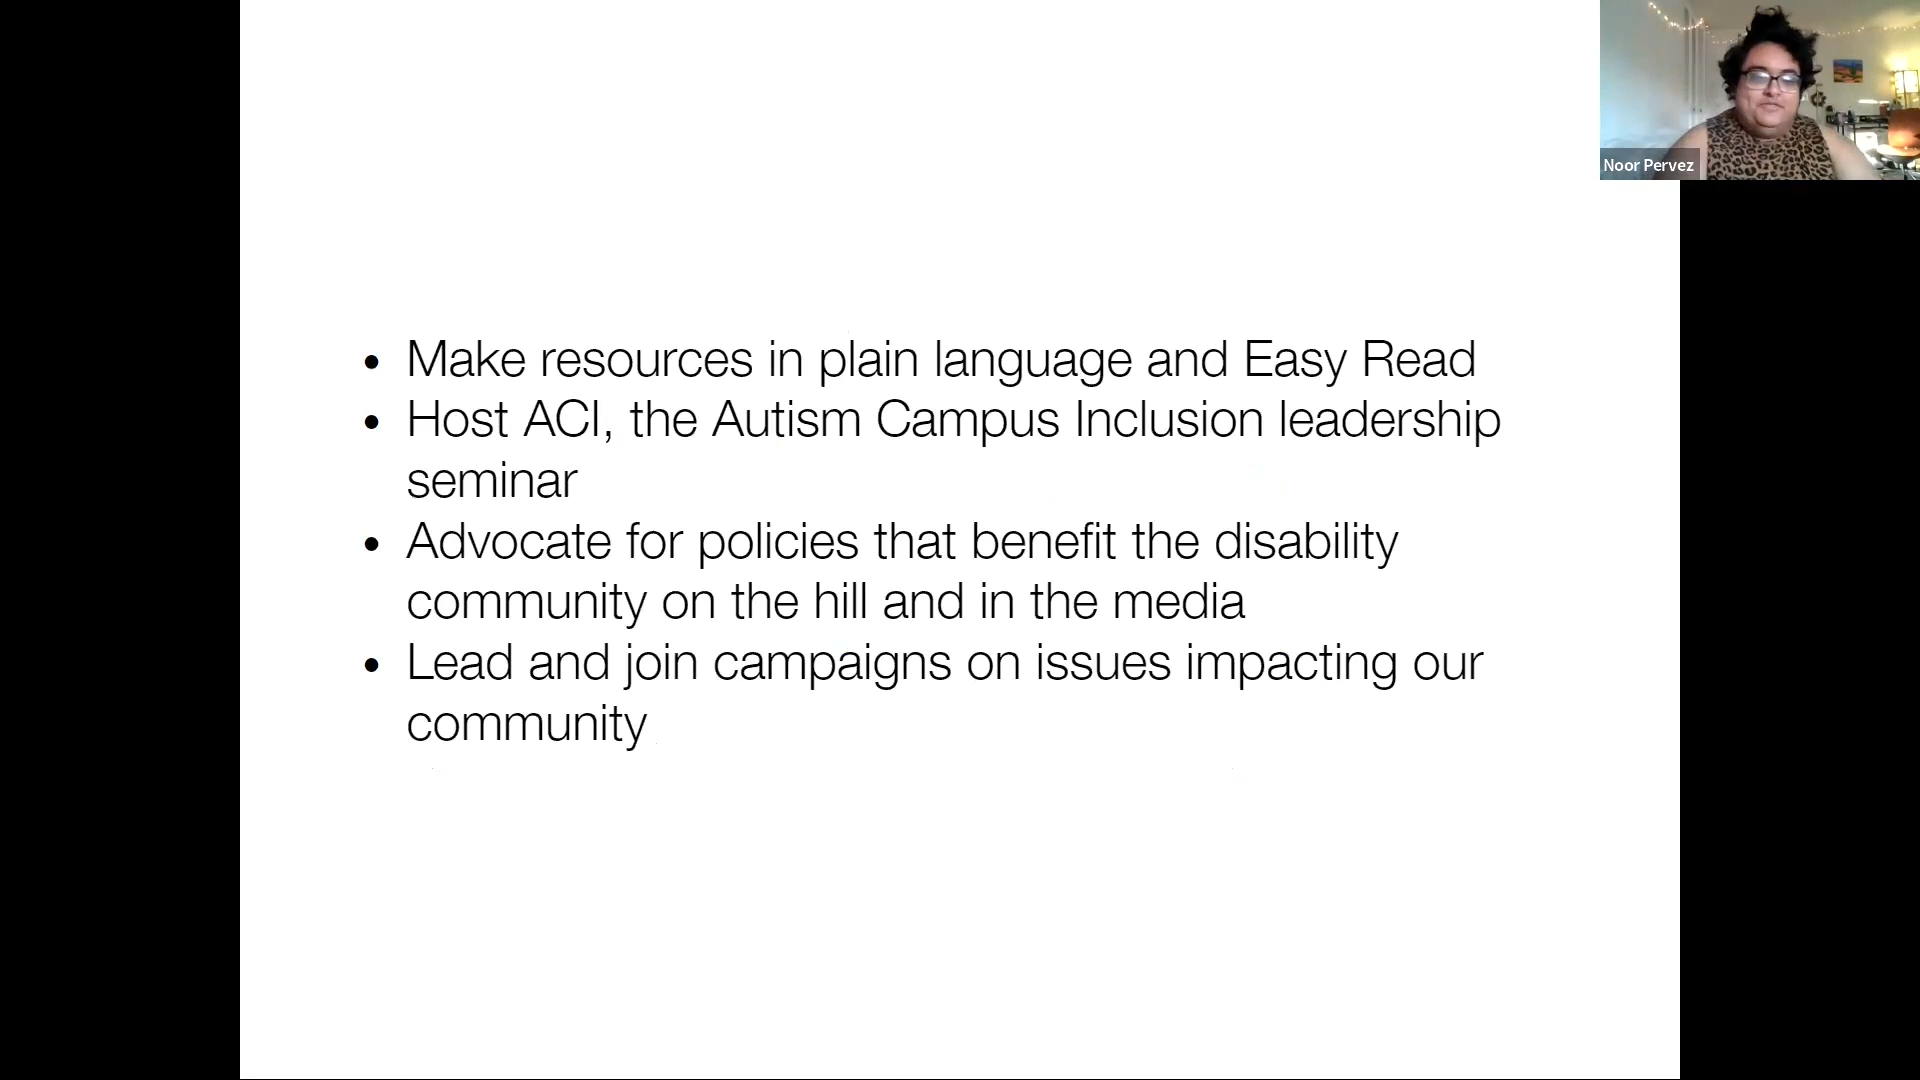 Make resources in plain language and Easy Read
Host ACI, the Autism Campus Inclusion leadership
seminar
Advocate for policies that benefit the disability
community on the hill and in the media
Lead and join campaigns on issues impacting our
community
Noor Pervez